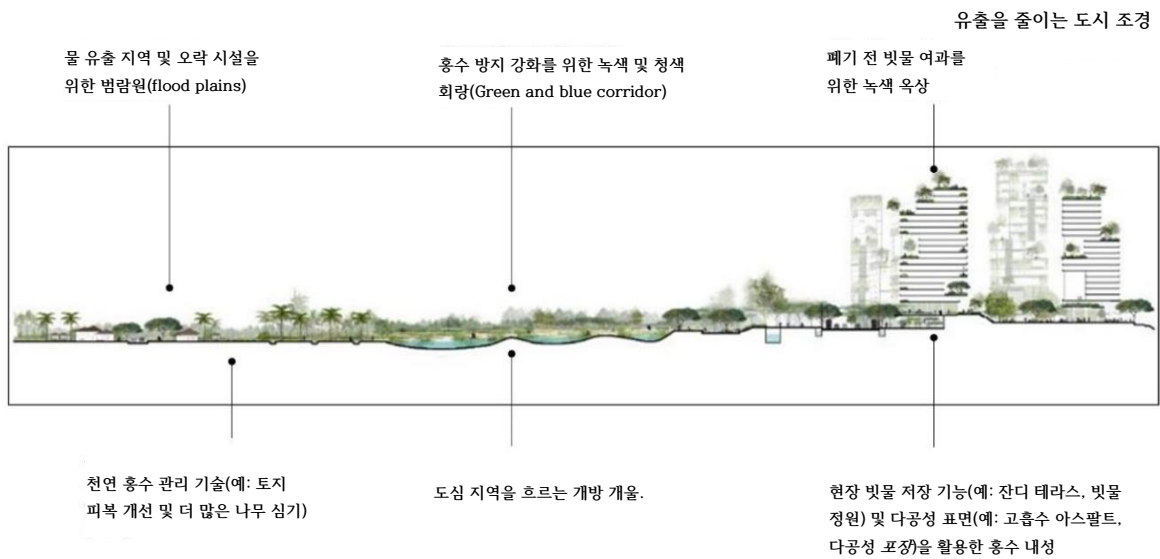 유출을 줄이는 도시 조경
물 유출 지역 및 오락 시설을
위한 범람원(flood plains)
홍수 방지 강화를 위한 녹색 및 청색
회랑(Green and blue corridor)
폐기 전 빗물 여과를
위한 녹색 옥상
천연 홍수 관리 기술(예: 토지
피복 개선 및 더 많은 나무 심기)
도심 지역을 흐르는 개방 개울.
현장 빗물 저장 기능(예: 잔디 테라스, 빗물
정원) 및 다공성 표면(예: 고흡수 아스팔트,
다공성 포장)을 활용한 홍수 내성